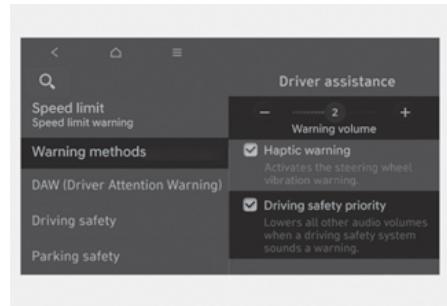 Driver assistance
Speed limit
Speed limit warning
Warning methods
DAW (Driver Attention Warning)
Driving safety
Parking safety
− 2 +
Warning volume
Haptic warning
Activates the steering wheel
vibration warning.
Driving safety priority
Lowers all other audio volumes
when a driving safety system
sounds a warning.